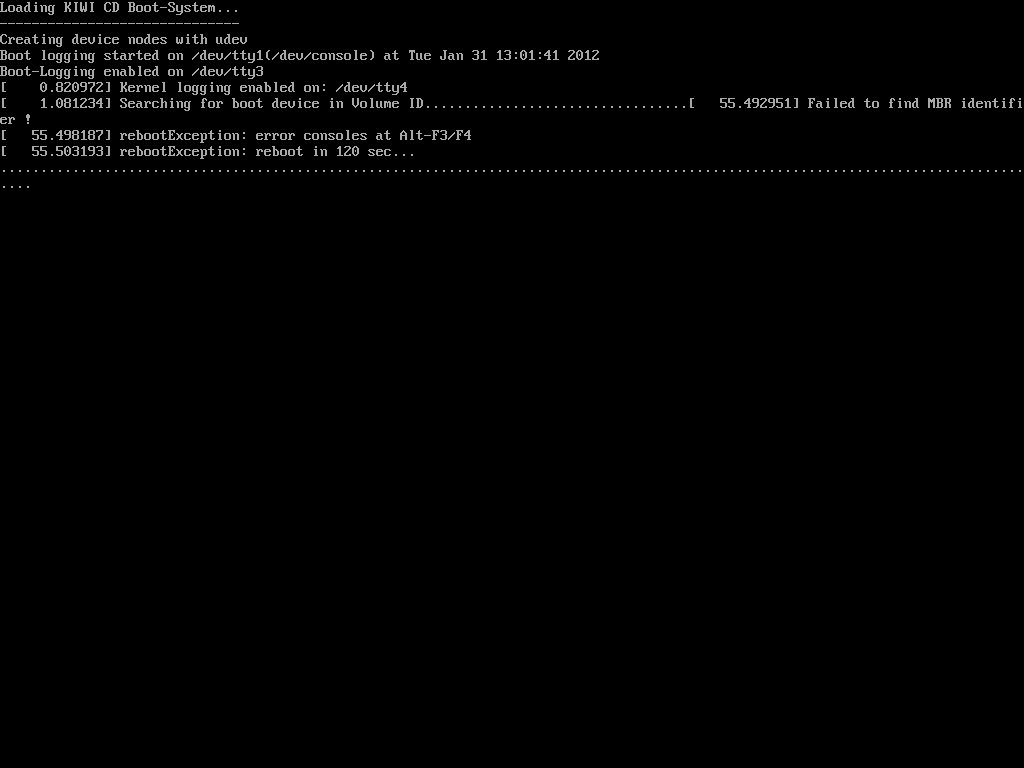 Loading KIWI CD Boot-System...
------------------------------
Creating device nodes with udev
Boot logging started on /dev/tty1(/dev/console) at Tue Jan 31 13:01:41 2012
Boot-Logging enabled on /dev/tty3
[    0.820972] Kernel logging enabled on: /dev/tty4
[    1.081234] Searching for boot device in Volume ID.................................[   55.492951] Failed to find MBR identifi
er !
[   55.498187] rebootException: error consoles at Alt-F3/F4
[   55.503193] rebootException: reboot in 120 sec...
................................................................................................................................
....